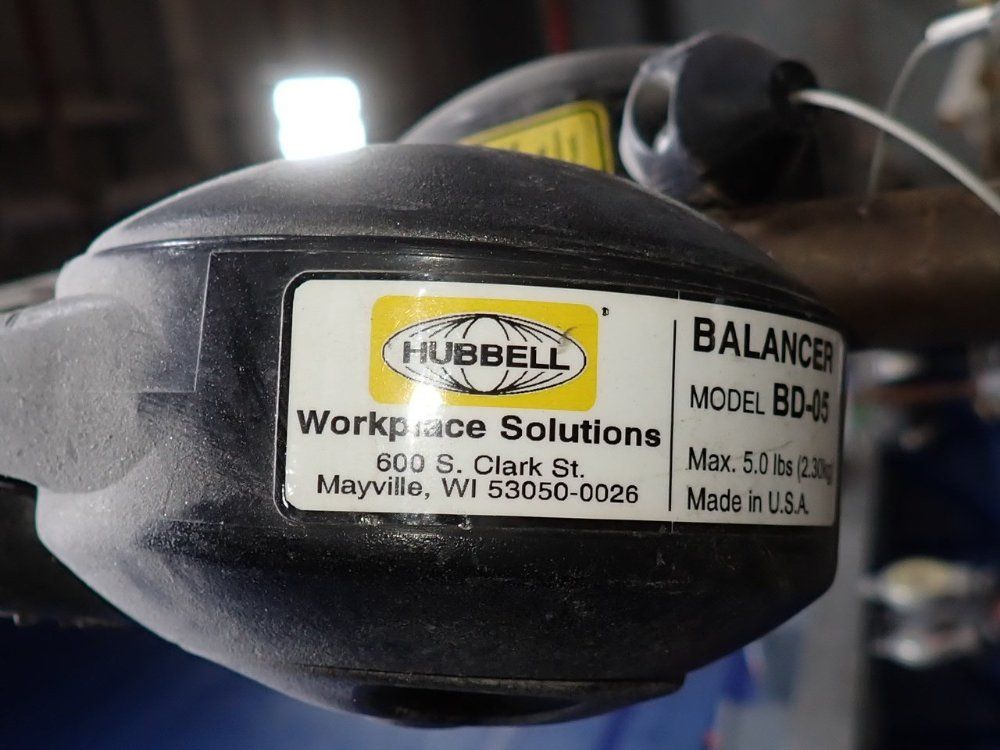 HUBBELL
®
Workplace Solutions
600 S. Clark St.
Mayville, WI 53050-0026
BALANCER
MODEL BD-05
Max. 5.0 lbs (2.30kg)
Made in U.S.A.